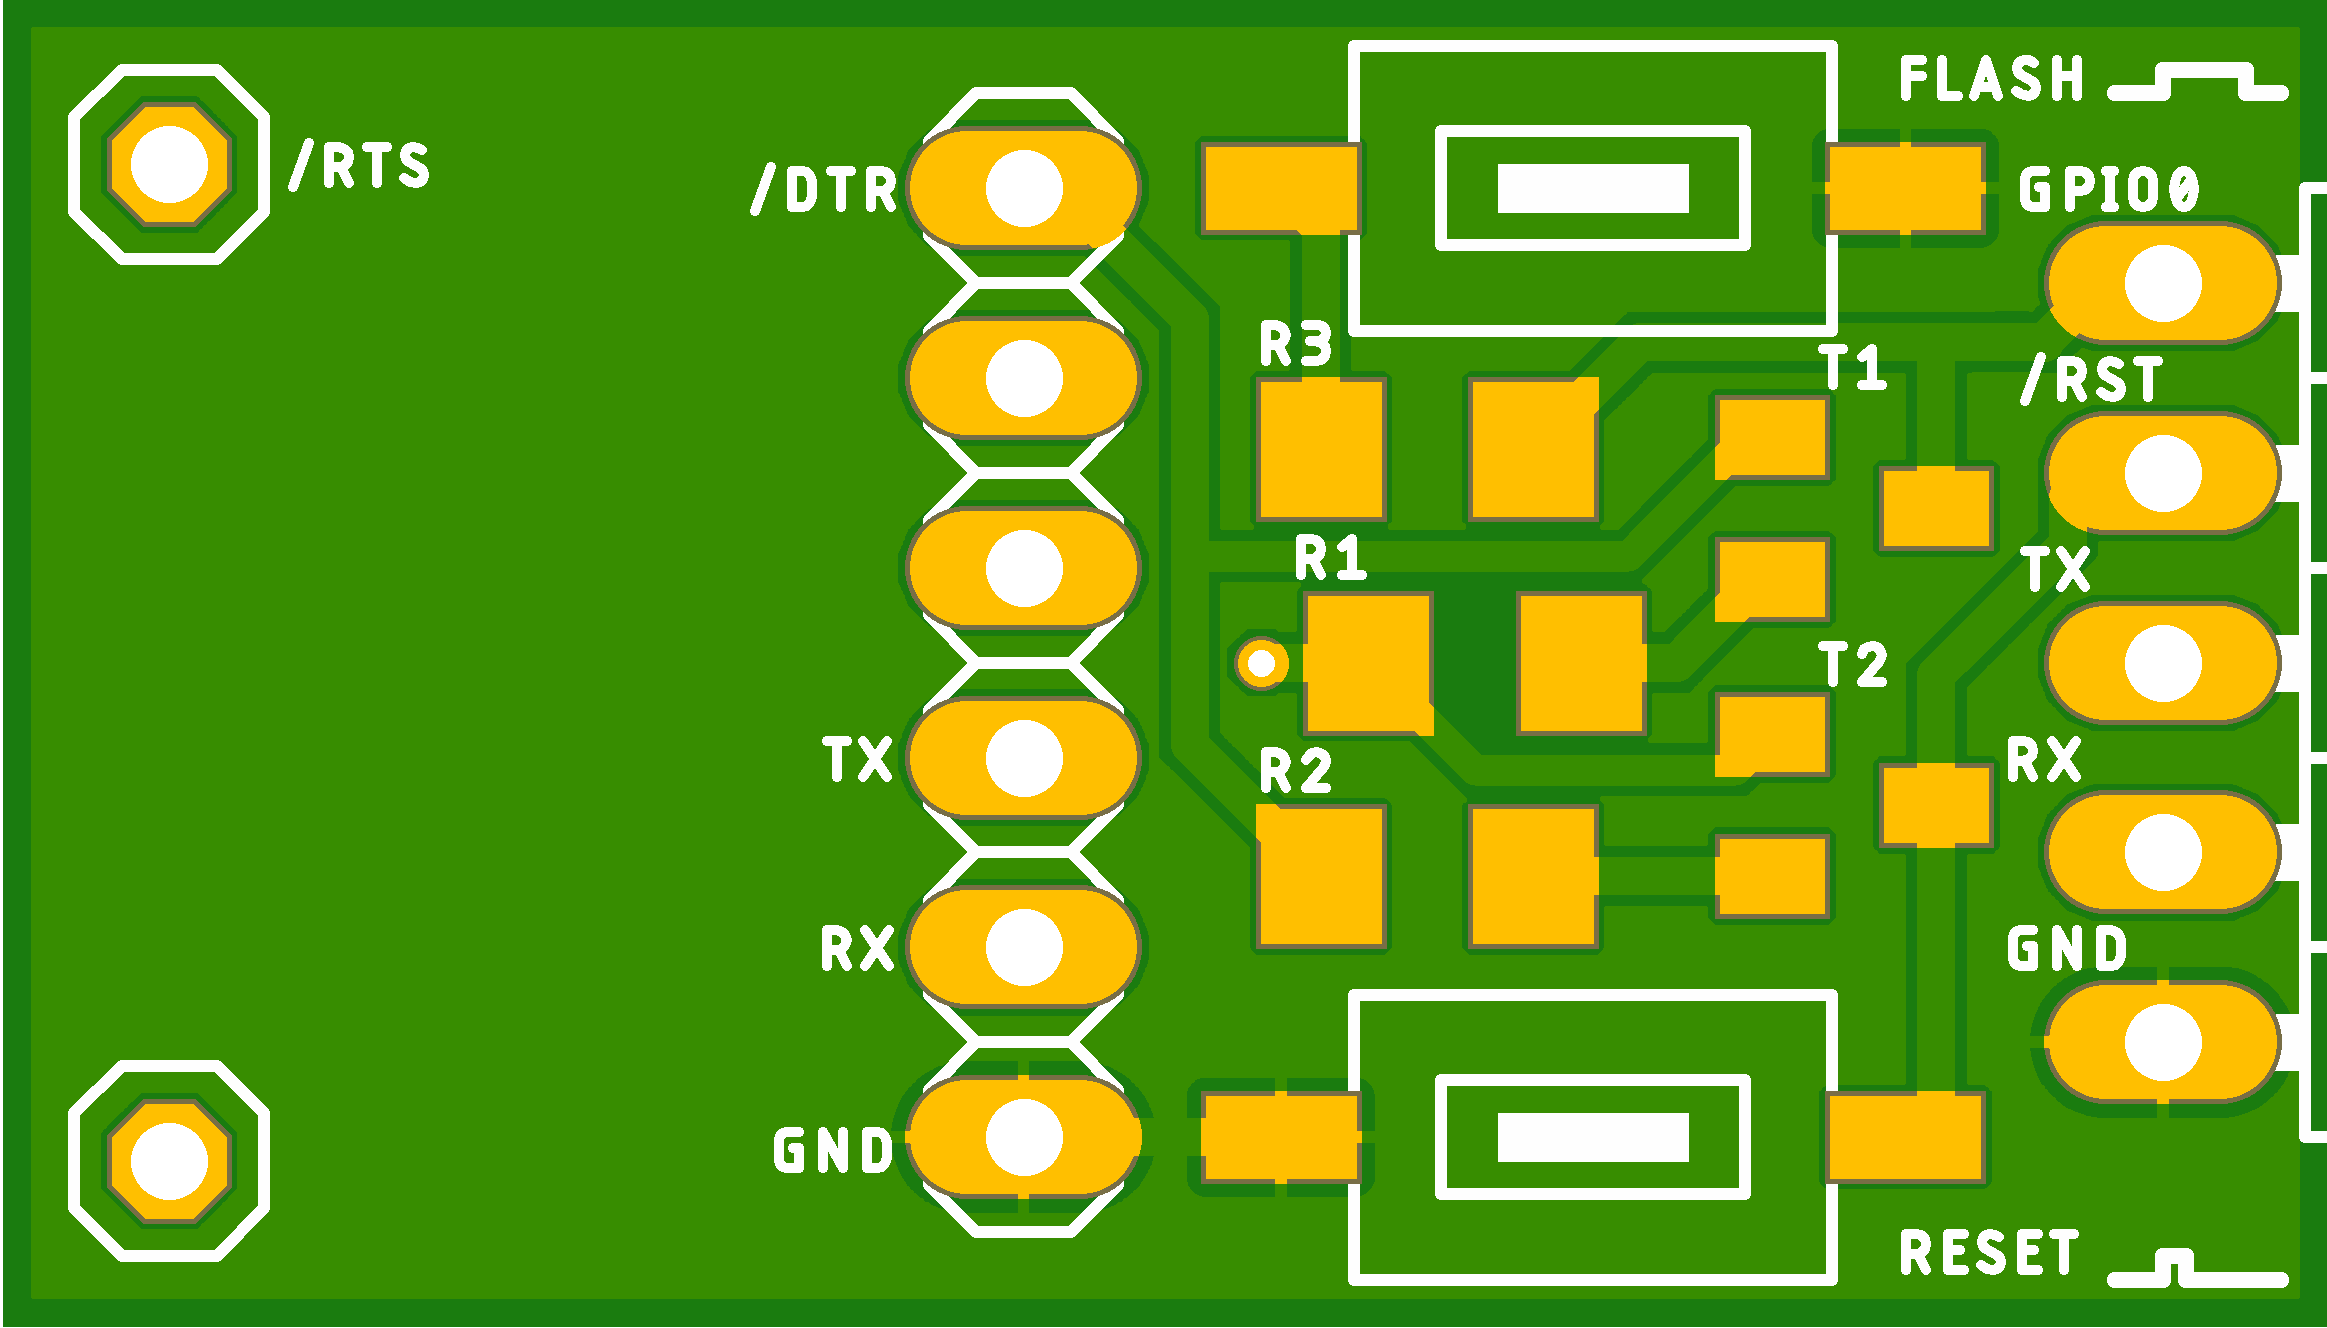 FLASH
/RTS
/DTR
GPIO0
R3
T1
/RST
R1
TX
T2
TX
R2
RX
RX
GND
GND
RESET